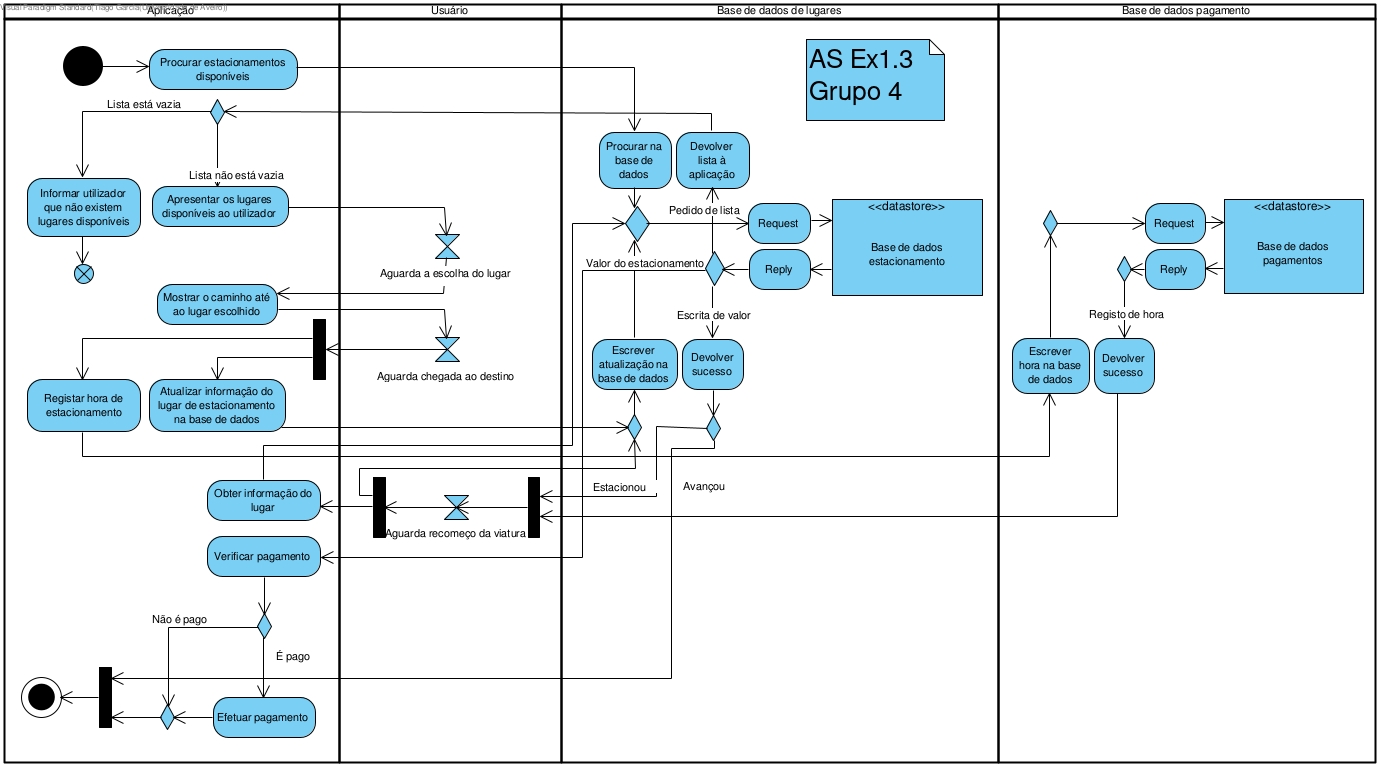 Visual Paradigm Standard(Tiago Garcia(Universidade de Aveiro))
Aplicação
Usuário
Base de dados de lugares
Base de dados pagamento
AS Ex1.3
Grupo 4
Procurar estacionamentos
disponíveis
Lista está vazia
Lista não está vazia
Informar utilizador
que não existem
lugares disponíveis
Apresentar os lugares
disponíveis ao utilizador
Aguarda a escolha do lugar
Mostrar o caminho até
ao lugar escolhido
Aguarda chegada ao destino
Registar hora de
estacionamento
Atualizar informação do
lugar de estacionamento
na base de dados
Procurar na
base de
dados
Devolver
lista à
aplicação
Pedido de lista
Request
Reply
<<datastore>>
Base de dados
estacionamento
Valor do estacionamento
Escrita de valor
Escrever
atualização na
base de dados
Devolver
sucesso
Request
Reply
<<datastore>>
Base de dados
pagamentos
Registo de hora
Escrever
hora na base
de dados
Devolver
sucesso
Estacionou
Avançou
Obter informação do
lugar
Aguarda recomeço da viatura
Verificar pagamento
Não é pago
É pago
Efetuar pagamento